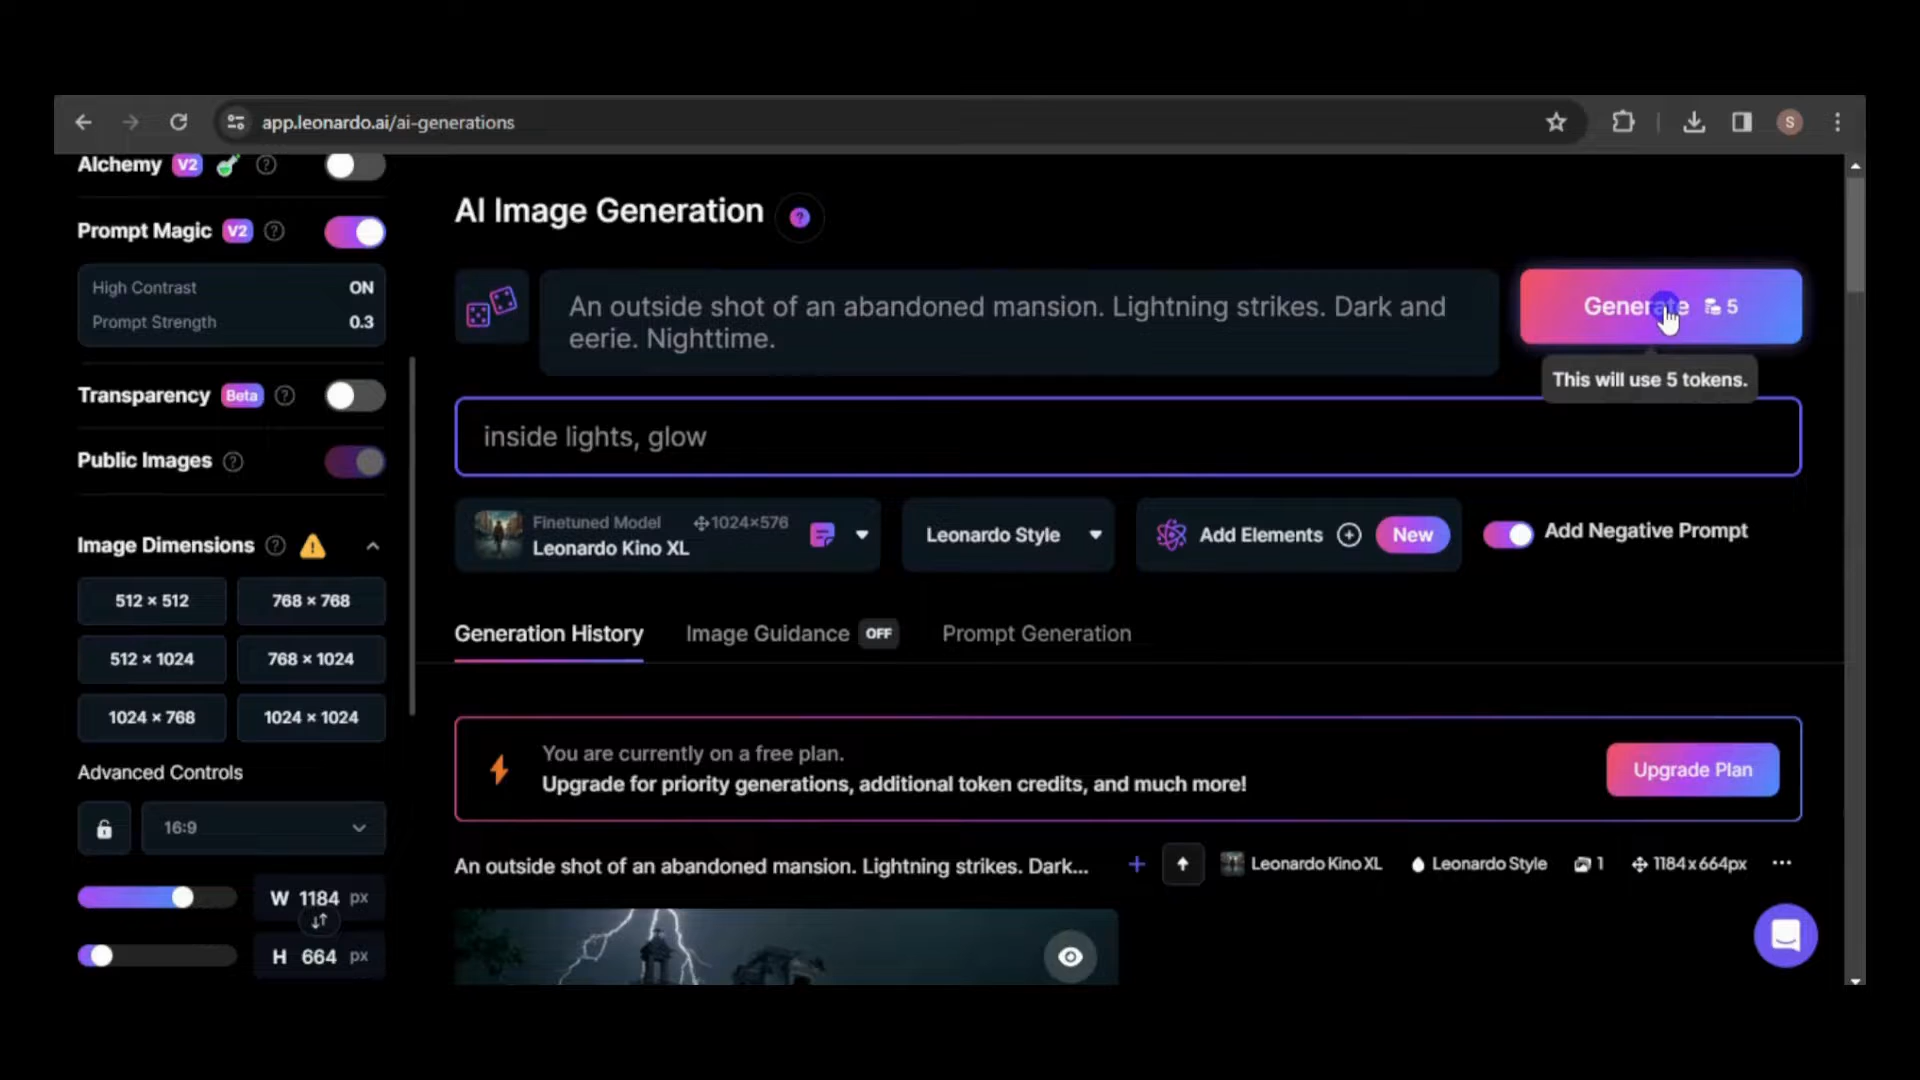 app.leonardo.ai/ai-generations
S
Alchemy V2 ?
Prompt Magic V2 ?
High Contrast ON
Prompt Strength 0.3
Transparency Beta ?
Public Images ?
Image Dimensions ?
512 × 512 768 × 768
512 × 1024 768 × 1024
1024 × 768 1024 × 1024
Advanced Controls
16:9
W 1184 px
H 664 px
AI Image Generation ?
An outside shot of an abandoned mansion. Lightning strikes. Dark and
eerie. Nighttime.
Generate 5
This will use 5 tokens.
inside lights, glow
Finetuned Model 1024×576
Leonardo Kino XL
Leonardo Style
Add Elements New
Add Negative Prompt
Generation History Image Guidance OFF Prompt Generation
You are currently on a free plan.
Upgrade for priority generations, additional token credits, and much more!
Upgrade Plan
An outside shot of an abandoned mansion. Lightning strikes. Dark... Leonardo Kino XL Leonardo Style 1 1184x664px